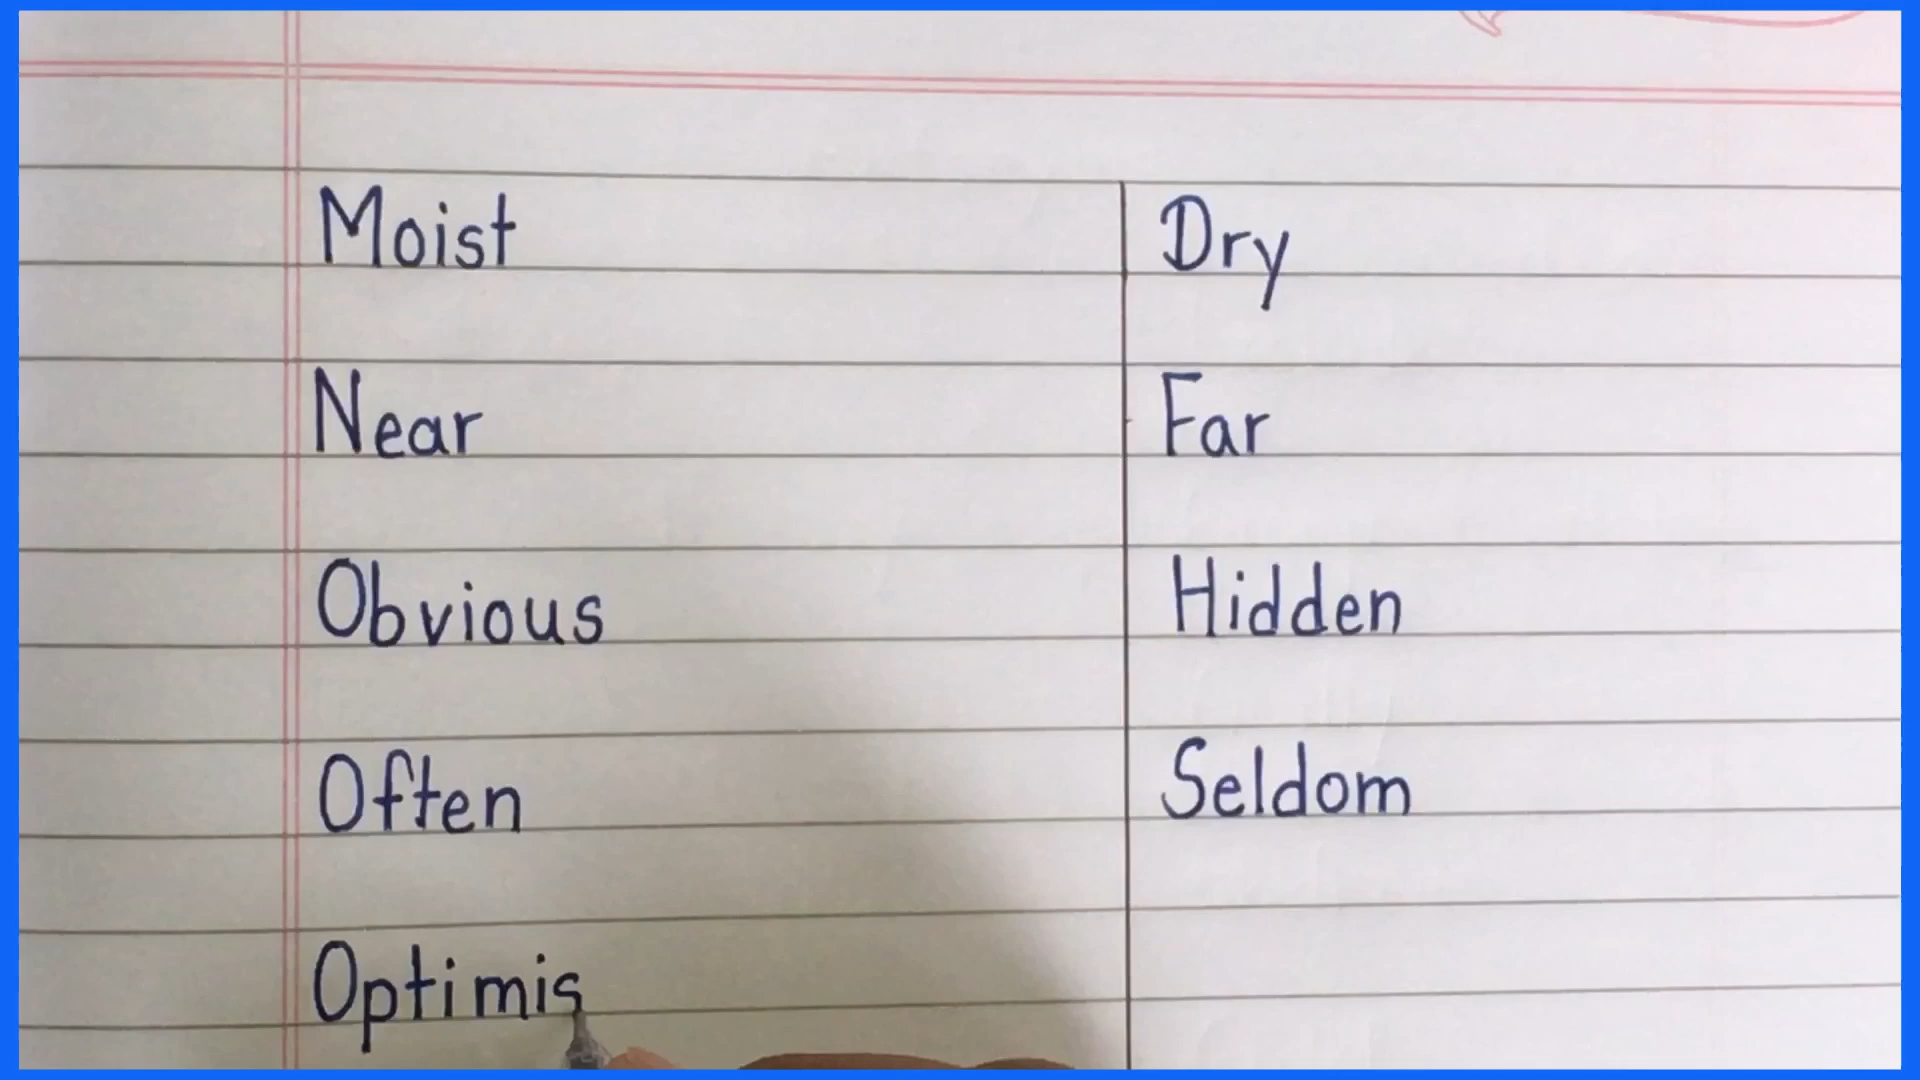 Moist Dry
Near Far
Obvious Hidden
Often Seldom
Optimis